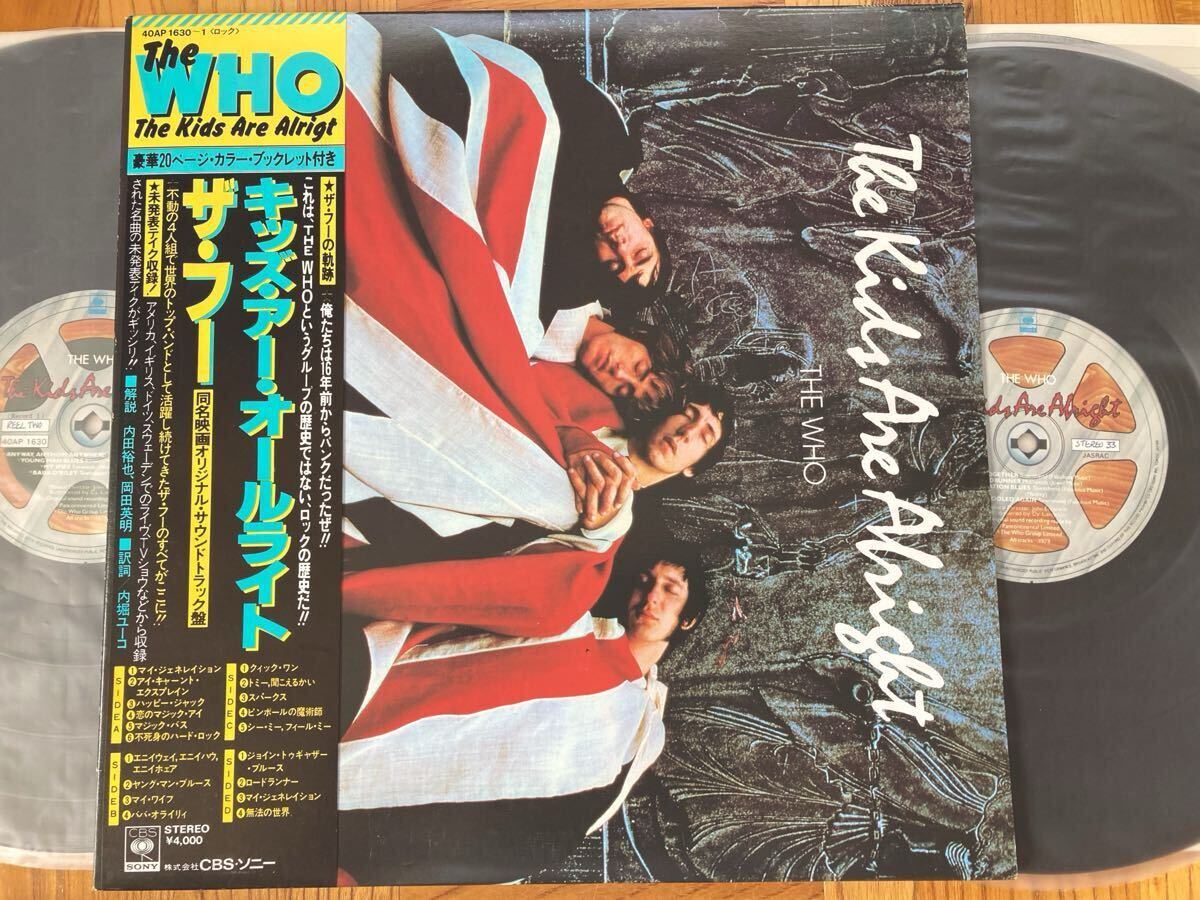 40AP 1630~1 〈ロック〉
The
WHO
The Kids Are Alrigt
豪華20ページ・カラー・ブックレット付き
★ザ・フーの軌跡
俺たちは16年前からパンクだったぜ!!
これは、THE WHOというグループの歴史ではない、ロックの歴史だ!!
キッズ・アー・オールライト
ザ・フー
同名映画オリジナル・サウンドトラック盤
不動の4人組で世界のトップ・バンドとして活躍し続けてきたザ・フーのすべてがここに!!
★未発表テイク収録!
アメリカ、イギリス、ドイツ、スウェーデンでのライヴ、TVショウなどから収録
された名曲の未発表テイクがギッシリ!!
■解説 内田裕也、岡田英明 ■訳詞 内堀ユーコ
SIDE A
①マイ・ジェネレイション
②アイ・キャーント・
エクスプレイン
③ハッピー・ジャック
④恋のマジック・アイ
⑤マジック・バス
⑥不死身のハード・ロック
SIDE C
①クィック・ワン
②トミー、聞こえるかい
③スパークス
④ピンボールの魔術師
⑤シー・ミー、フィール・ミー
SIDE B
①エニイウェイ、エニイハウ、
エニイホェア
②ヤング・マン・ブルース
③マイ・ワイフ
④ババ・オライリィ
SIDE D
①ジョイン・トゥギャザー
・ブルース
②ロードランナー
③マイ・ジェネレイション
④無法の世界
CBS
SONY
STEREO
¥4,000
株式会社 CBS・ソニー
The Kids Are Alright
THE WHO
THE WHO
The Kids Are
(Record 1)
REEL TWO
40AP 1630
ANYWAY, ANYHOW, ANYWHERE
YOUNG MAN BLUES
MY WIFE
BABA O'RILEY
THE WHO
Kids Are Alright
STEREO 33
JASRAC